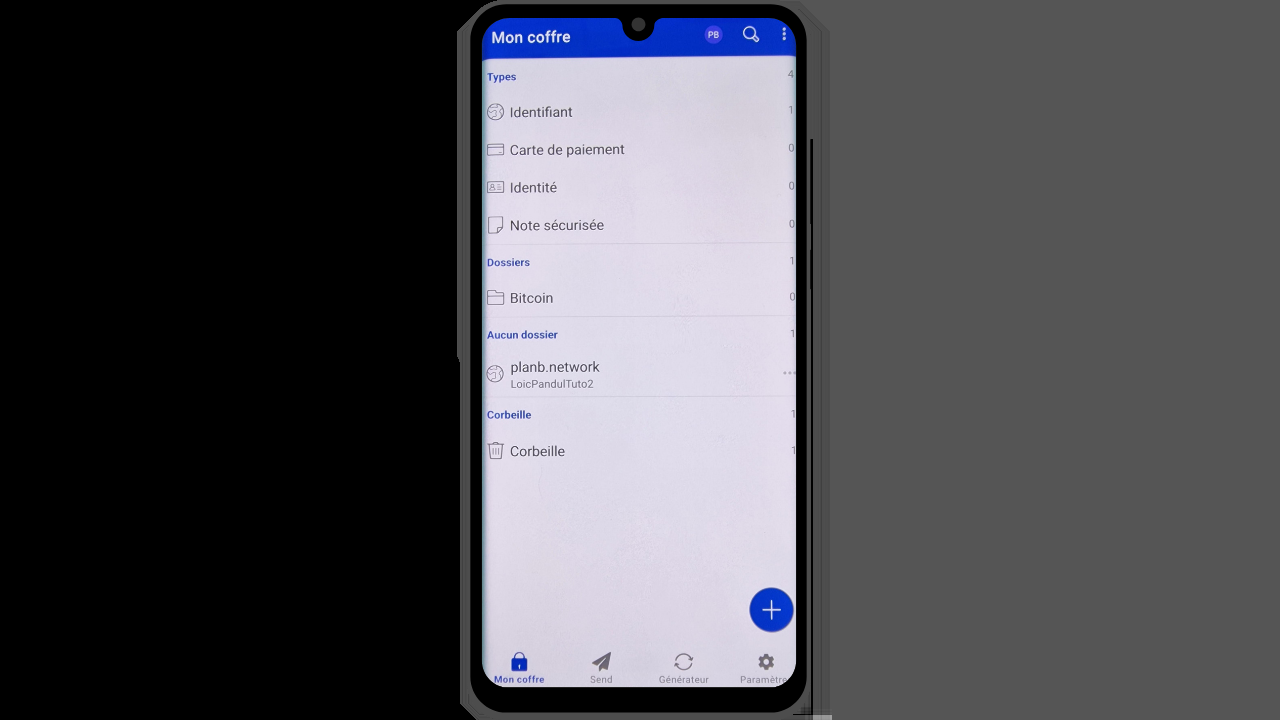 Mon coffre
PB
Types 4
Identifiant 1
Carte de paiement 0
Identité 0
Note sécurisée 0
Dossiers 1
Bitcoin 0
Aucun dossier 1
planb.network
LoicPandulTuto2
Corbeille 1
Corbeille 1
Mon coffre Send Générateur Paramètre